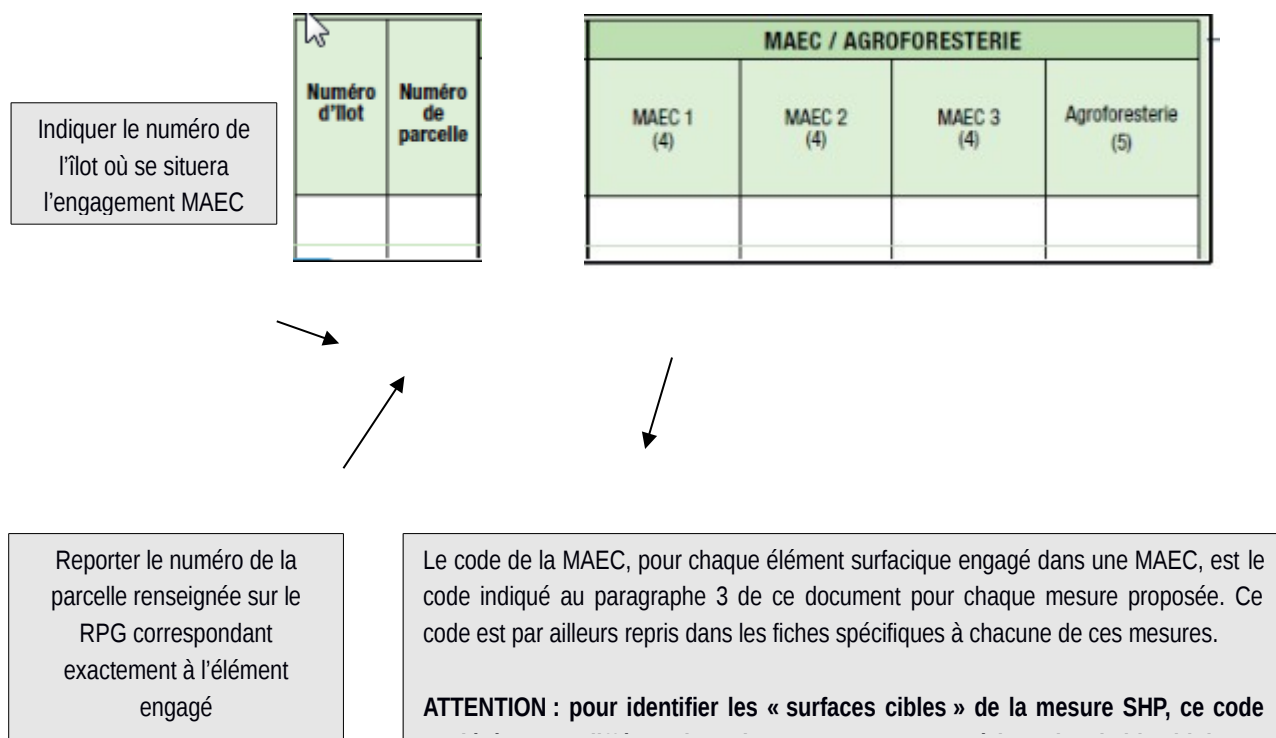 Numéro
d'îlot
Numéro
de
parcelle
MAEC / AGROFORESTERIE
MAEC 1
(4)
MAEC 2
(4)
MAEC 3
(4)
Agroforesterie
(5)
Indiquer le numéro de
l'îlot où se situera
l'engagement MAEC
Reporter le numéro de la
parcelle renseignée sur le
RPG correspondant
exactement à l'élément
engagé
Le code de la MAEC, pour chaque élément surfacique engagé dans une MAEC, est le
code indiqué au paragraphe 3 de ce document pour chaque mesure proposée. Ce
code est par ailleurs repris dans les fiches spécifiques à chacune de ces mesures.
ATTENTION : pour identifier les « surfaces cibles » de la mesure SHP, ce code